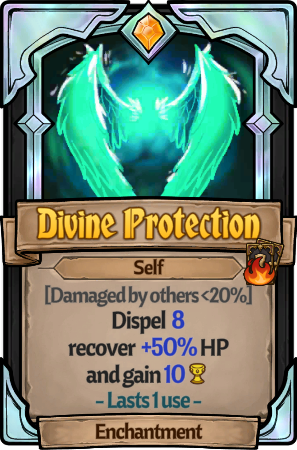 Divine Protection
Self
[Damaged by others <20%]
Dispel 8
recover +50% HP
and gain 10
- Lasts 1 use -
Enchantment